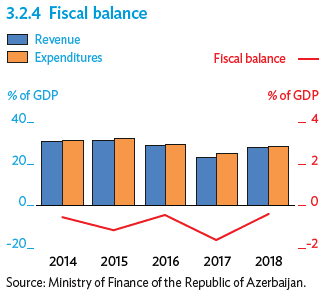 3.2.4 Fiscal balance
Revenue
Expenditures
Fiscal balance
% of GDP % of GDP
40 4
20 2
0 0
-20 -2
2014 2015 2016 2017 2018
Source: Ministry of Finance of the Republic of Azerbaijan.